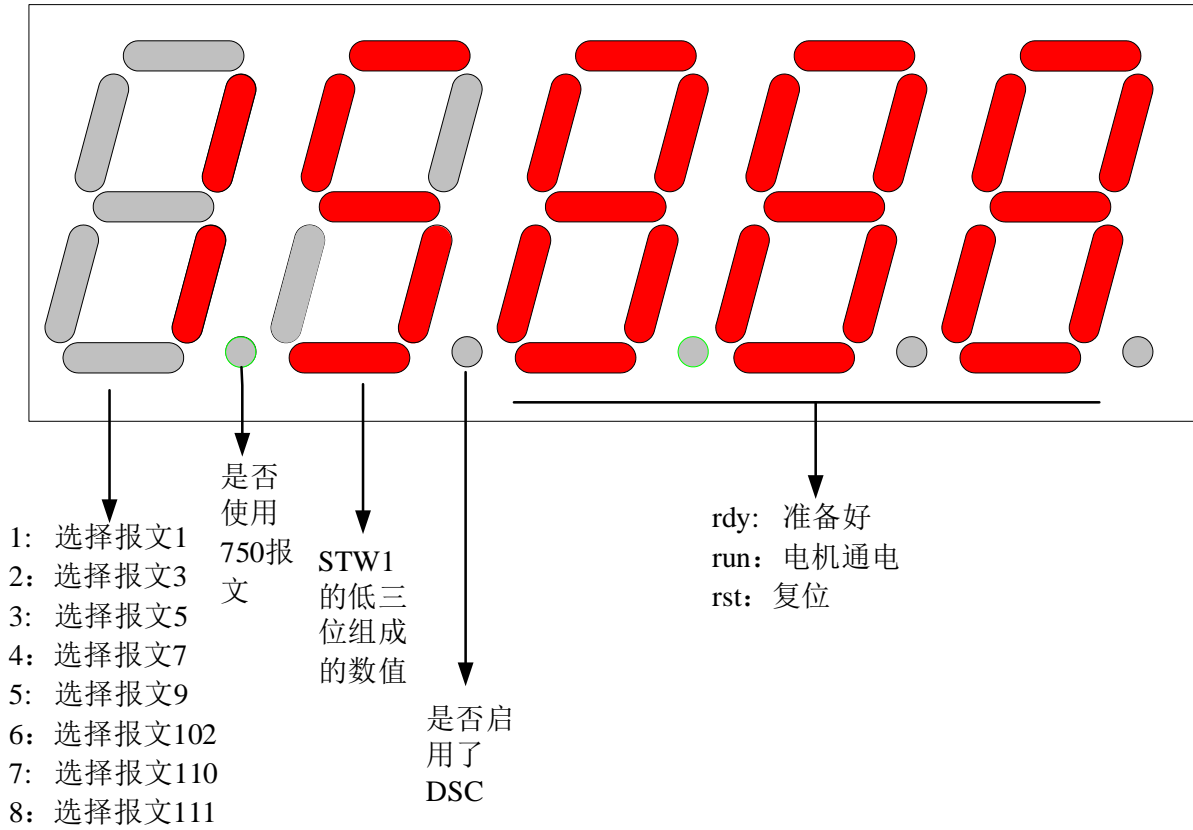 1: 选择报文1
2：选择报文3
3: 选择报文5
4：选择报文7
5: 选择报文9
6：选择报文102
7: 选择报文110
8：选择报文111
是否
使用
750报
文
STW1
的低三
位组成
的数值
是否启
用了
DSC
rdy: 准备好
run：电机通电
rst：复位